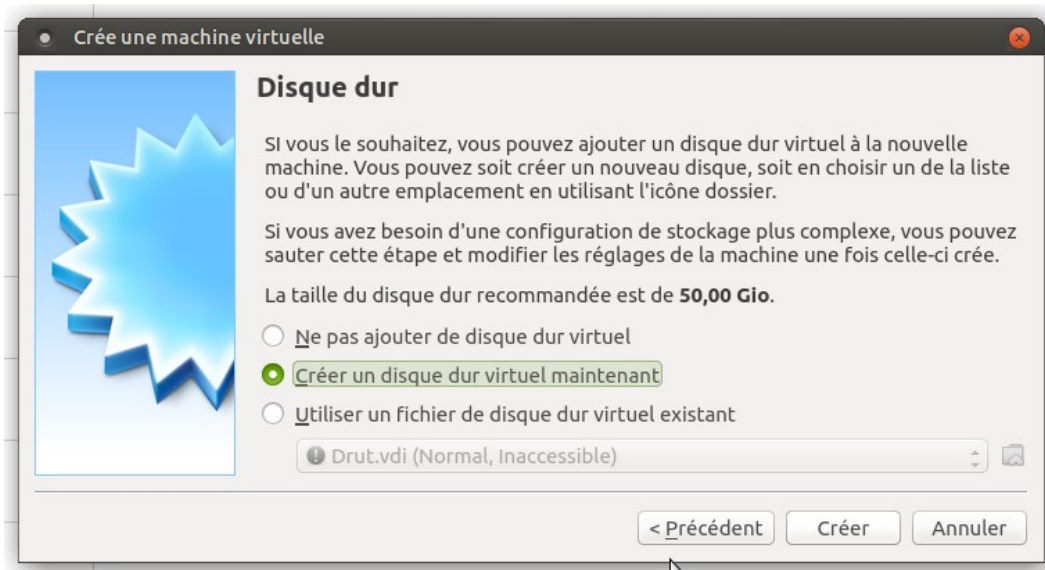 Crée une machine virtuelle
Disque dur
SI vous le souhaitez, vous pouvez ajouter un disque dur virtuel à la nouvelle
machine. Vous pouvez soit créer un nouveau disque, soit en choisir un de la liste
ou d'un autre emplacement en utilisant l'icône dossier.
Si vous avez besoin d'une configuration de stockage plus complexe, vous pouvez
sauter cette étape et modifier les réglages de la machine une fois celle-ci crée.
La taille du disque dur recommandée est de 50,00 Gio.
Ne pas ajouter de disque dur virtuel
Créer un disque dur virtuel maintenant
Utiliser un fichier de disque dur virtuel existant
Drut.vdi (Normal, Inaccessible)
< Précédent Créer Annuler